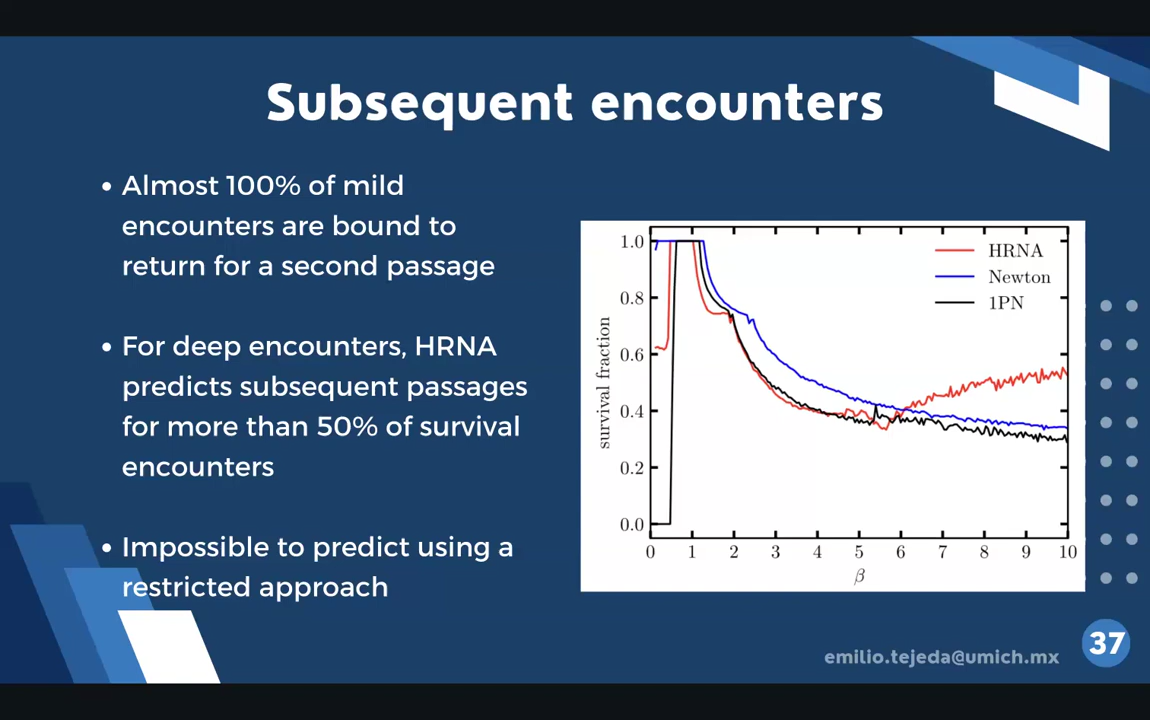 Subsequent encounters
• Almost 100% of mild
encounters are bound to
return for a second passage
• For deep encounters, HRNA
predicts subsequent passages
for more than 50% of survival
encounters
• Impossible to predict using a
restricted approach
survival fraction
1.0
0.8
0.6
0.4
0.2
0.0
HRNA
Newton
1PN
0 1 2 3 4 5 6 7 8 9 10
β
emilio.tejeda@umich.mx
37